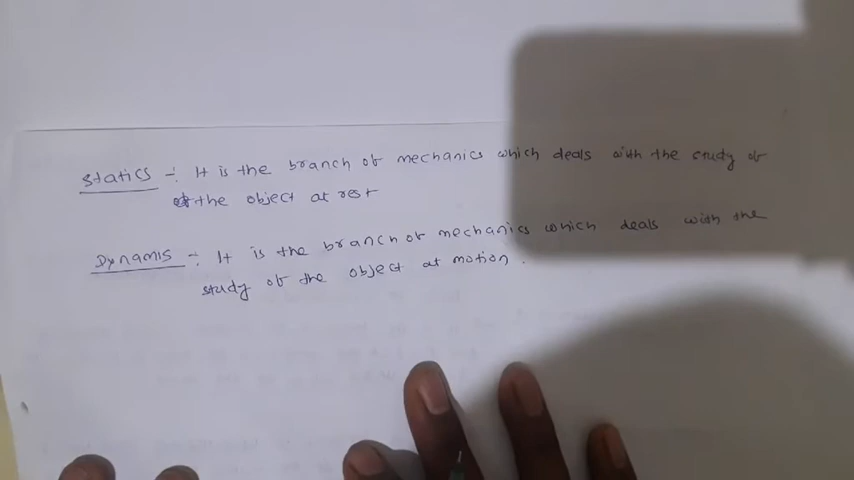 Statics :- It is the branch of mechanics which deals with the study of
the object at rest
Dynamis :- It is the branch of mechanics which deals with the
study of the object at motion.